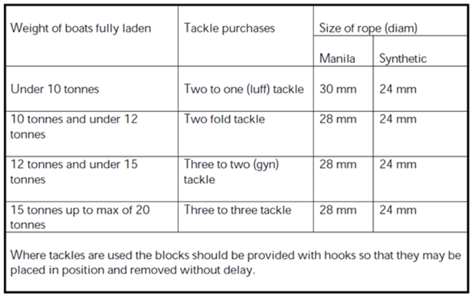 Weight of boats fully laden Tackle purchases Size of rope (diam)
Manila Synthetic
Under 10 tonnes Two to one (luff) tackle 30 mm 24 mm
10 tonnes and under 12 Two fold tackle 28 mm 24 mm
tonnes
12 tonnes and under 15 Three to two (gyn) 28 mm 24 mm
tonnes tackle
15 tonnes up to max of 20 Three to three tackle 28 mm 24 mm
tonnes
Where tackles are used the blocks should be provided with hooks so that they may be
placed in position and removed without delay.